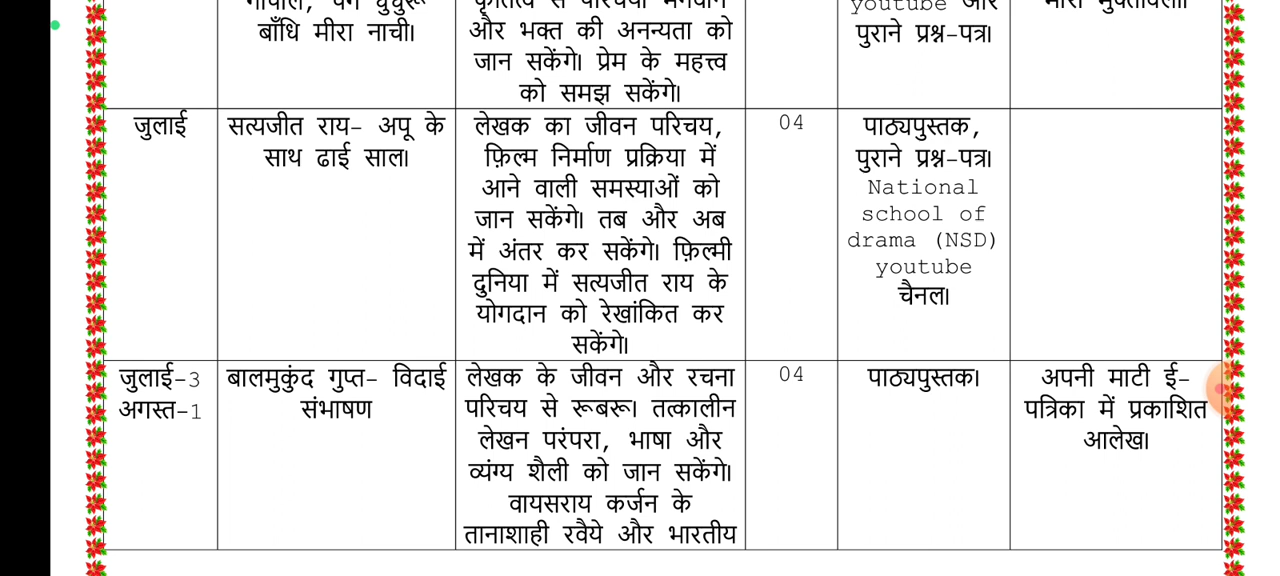 बाँधि मीरा नाची।
और भक्त की अनन्यता को
जान सकेंगे। प्रेम के महत्त्व
को समझ सकेंगे।
youtube और
पुराने प्रश्न-पत्र।
जुलाई
सत्यजीत राय- अपू के
साथ ढाई साल।
लेखक का जीवन परिचय,
फ़िल्म निर्माण प्रक्रिया में
आने वाली समस्याओं को
जान सकेंगे। तब और अब
में अंतर कर सकेंगे। फ़िल्मी
दुनिया में सत्यजीत राय के
योगदान को रेखांकित कर
सकेंगे।
04
पाठ्यपुस्तक,
पुराने प्रश्न-पत्र।
National
school of
drama (NSD)
youtube
चैनल।
जुलाई-3
अगस्त-1
बालमुकुंद गुप्त- विदाई
संभाषण
लेखक के जीवन और रचना
परिचय से रूबरू। तत्कालीन
लेखन परंपरा, भाषा और
व्यंग्य शैली को जान सकेंगे।
वायसराय कर्जन के
तानाशाही रवैये और भारतीय
04
पाठ्यपुस्तक।
अपनी माटी ई-
पत्रिका में प्रकाशित
आलेख।